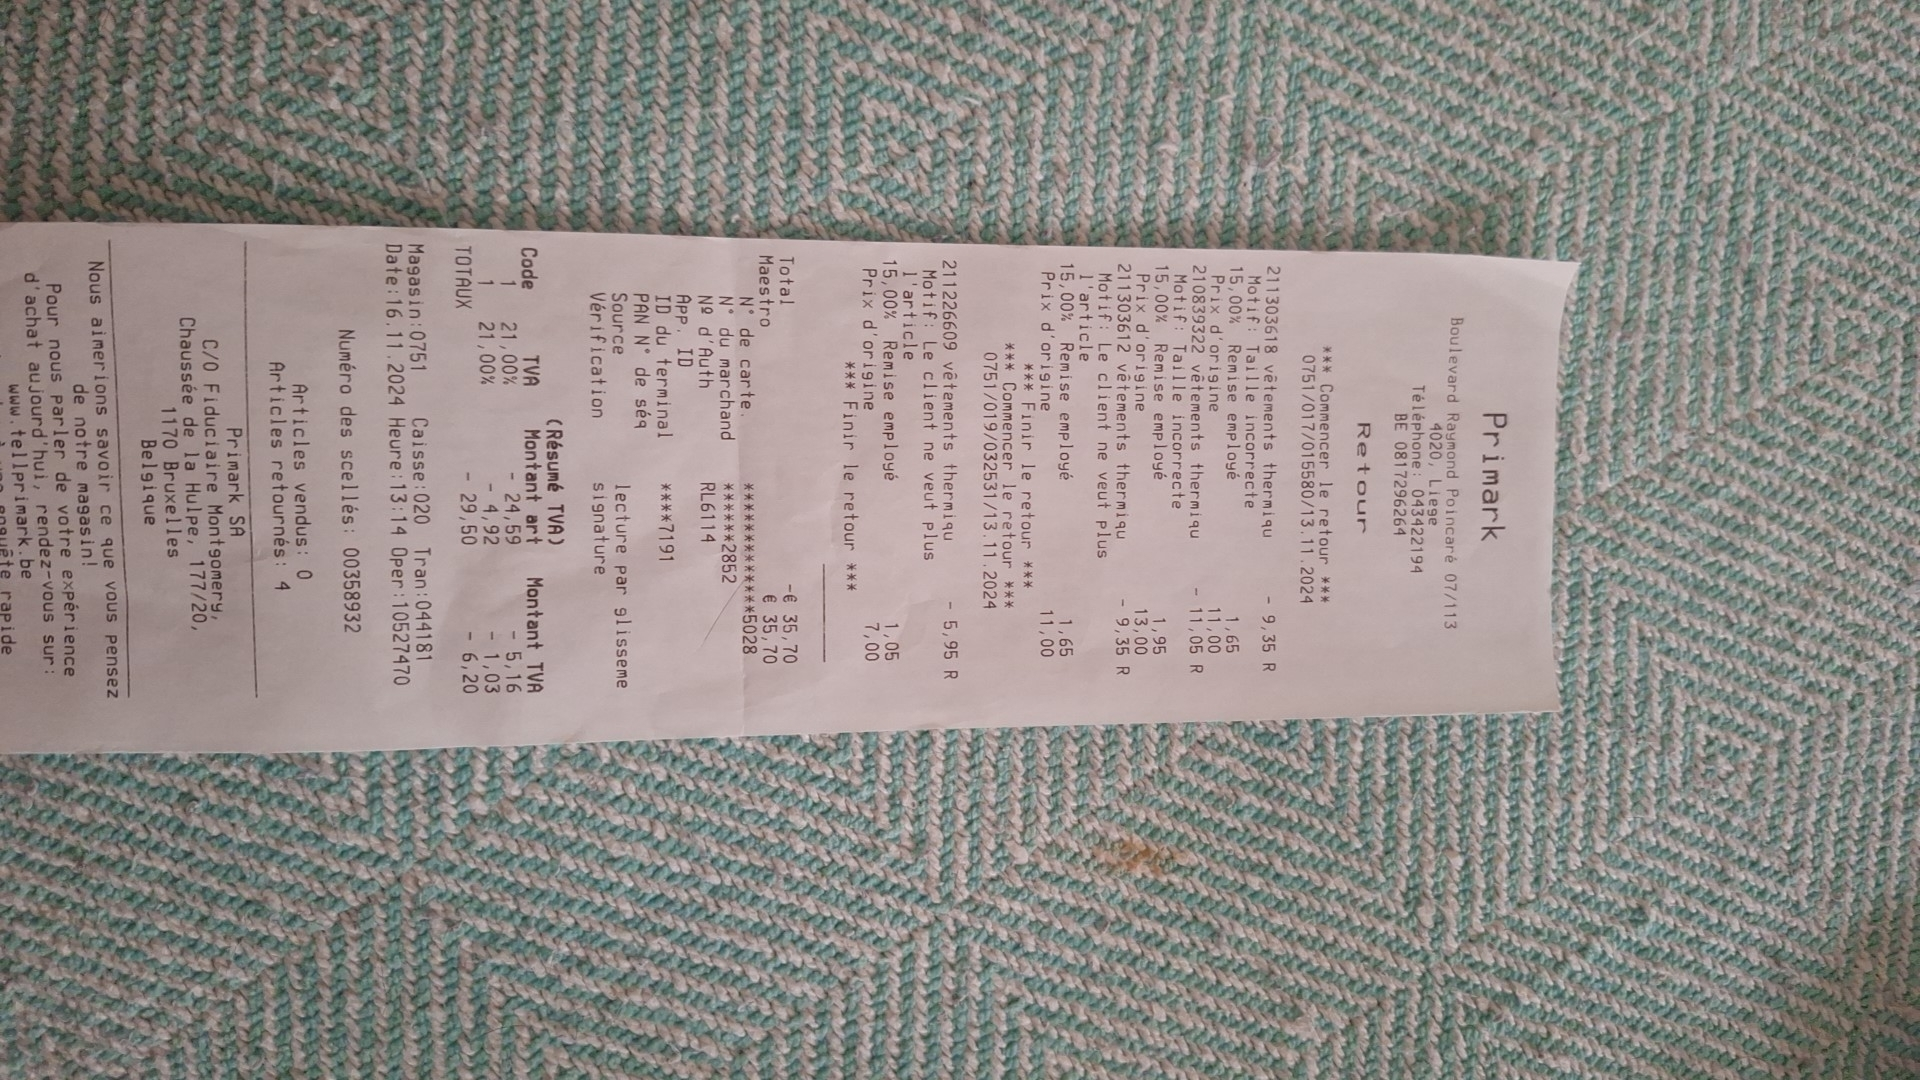 Primark
Boulevard Raymond Poincaré 07/113
4020, Liege
Téléphone: 043422194
BE 0817296264
Retour
*** Commencer le retour ***
0751/017/015580/13.11.2024
211303618 vêtements thermiqu - 9,35 R
Motif: Taille incorrecte
15,00% Remise employé 1,65
Prix d'origine 11,00
210839322 vêtements thermiqu - 11,05 R
Motif: Taille incorrecte
15,00% Remise employé 1,95
Prix d'origine 13,00
211303612 vêtements thermiqu - 9,35 R
Motif: Le client ne veut plus
l'article
15,00% Remise employé 1,65
Prix d'origine 11,00
*** Finir le retour ***
*** Commencer le retour ***
0751/019/032531/13.11.2024
211226609 vêtements thermiqu - 5,95 R
Motif: Le client ne veut plus
l'article
15,00% Remise employé 1,05
Prix d'origine 7,00
*** Finir le retour ***
Total -€ 35,70
Maestro € 35,70
N° de carte. ***************5028
N° du marchand ******2852
Nº d'Auth RL6114
App. ID
ID du terminal ****7191
PAN N° de séq
Source lecture par glisseme
Vérification signature
(Résumé TVA)
Code TVA Montant art Montant TVA
1 21,00% - 24,59 - 5,16
1 21,00% - 4,92 - 1,03
TOTAUX - 29,50 - 6,20
Magasin:0751 Caisse:020 Tran:044181
Date:16.11.2024 Heure:13:14 Oper:10527470
Numéro des scellés: 00358932
Articles vendus: 0
Articles retournés: 4
Primark SA
C/O Fiduciaire Montgomery,
Chaussée de la Hulpe, 177/20,
1170 Bruxelles
Belgique
Nous aimerions savoir ce que vous pensez
de notre magasin!
Pour nous parler de votre expérience
d'achat aujourd'hui, rendez-vous sur:
www.tellprimark.be
rapide